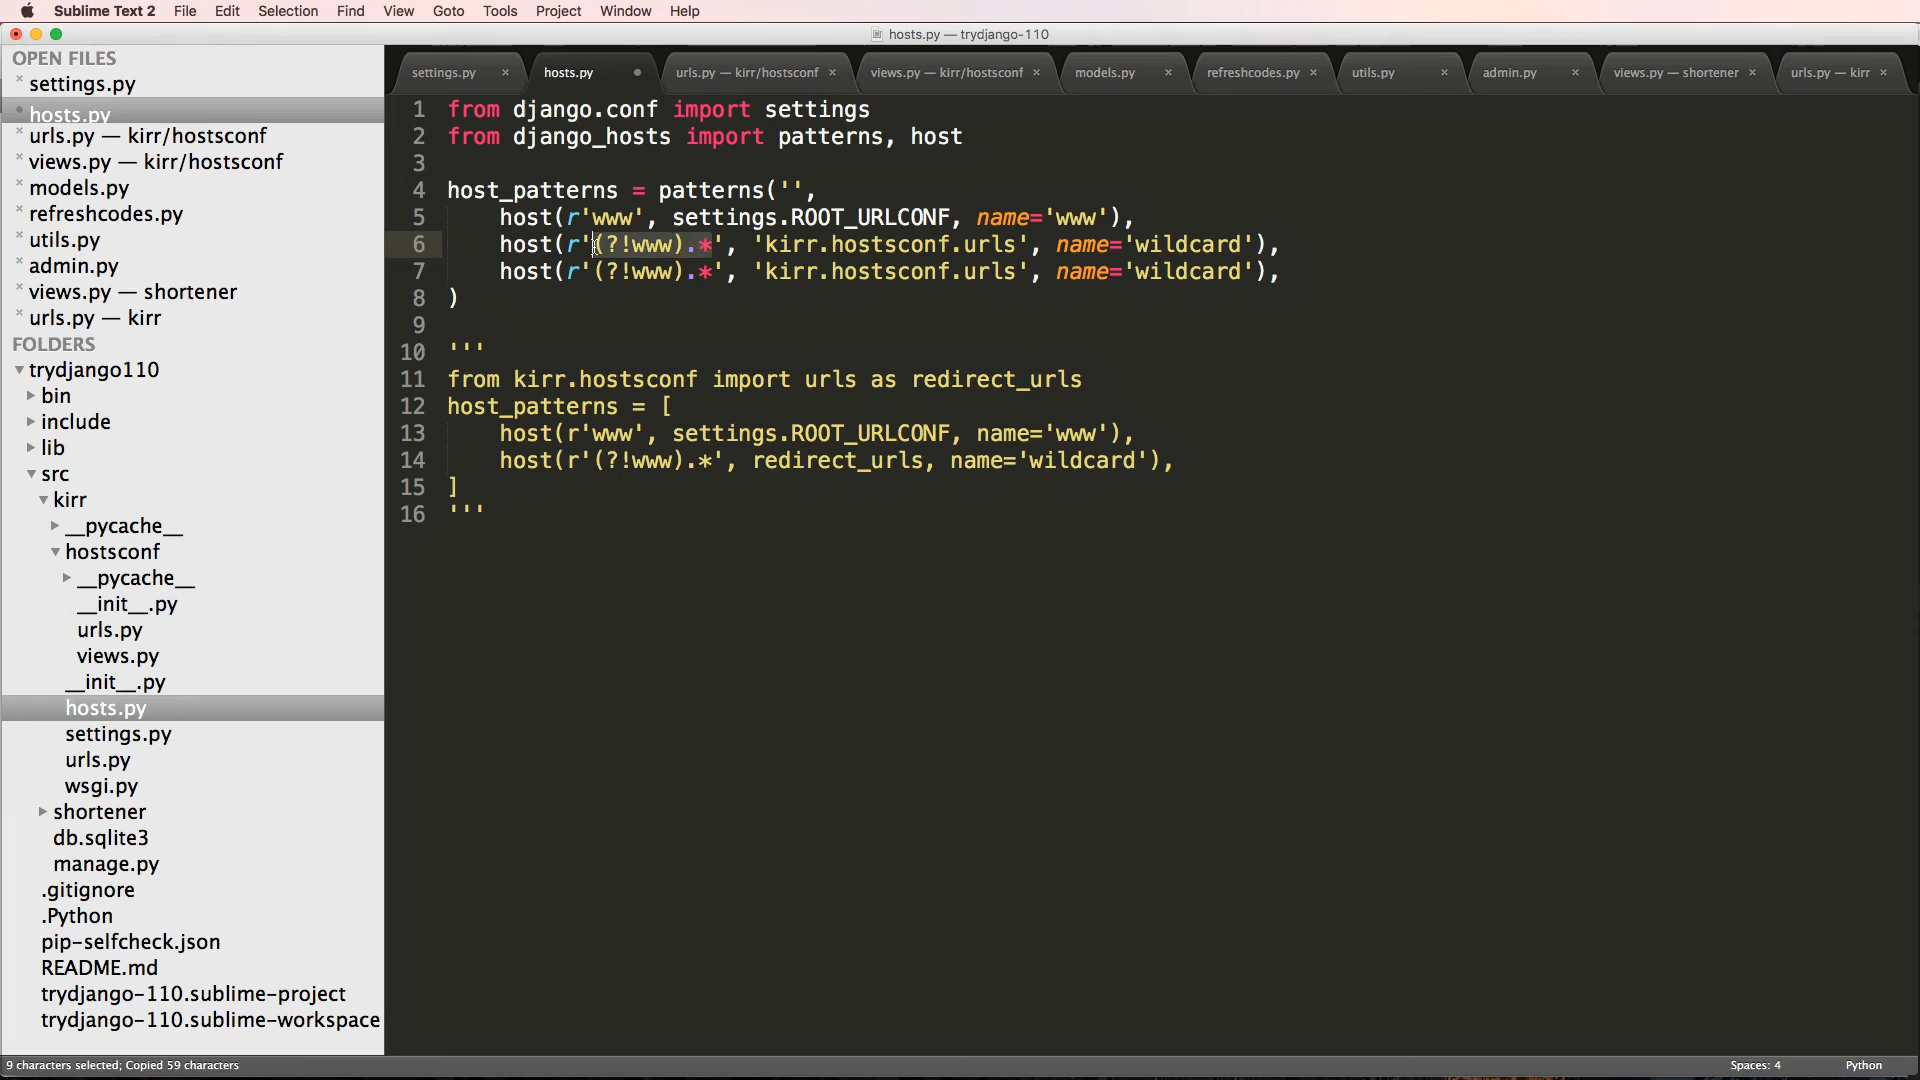 Sublime Text 2 File Edit Selection Find View Goto Tools Project Window Help
hosts.py — trydjango-110
OPEN FILES
settings.py
hosts.py
urls.py — kirr/hostsconf
views.py — kirr/hostsconf
models.py
refreshcodes.py
utils.py
admin.py
views.py — shortener
urls.py — kirr
FOLDERS
trydjango110
bin
include
lib
src
kirr
__pycache__
hostsconf
__pycache__
__init__.py
urls.py
views.py
__init__.py
hosts.py
settings.py
urls.py
wsgi.py
shortener
db.sqlite3
manage.py
.gitignore
.Python
pip-selfcheck.json
README.md
trydjango-110.sublime-project
trydjango-110.sublime-workspace
settings.py × hosts.py urls.py — kirr/hostsconf × views.py — kirr/hostsconf × models.py × refreshcodes.py × utils.py × admin.py × views.py — shortener × urls.py — kirr ×
1 from django.conf import settings
2 from django_hosts import patterns, host
3
4 host_patterns = patterns('',
5     host(r'www', settings.ROOT_URLCONF, name='www'),
6     host(r'(?!www).*', 'kirr.hostsconf.urls', name='wildcard'),
7     host(r'(?!www).*', 'kirr.hostsconf.urls', name='wildcard'),
8 )
9
10 '''
11 from kirr.hostsconf import urls as redirect_urls
12 host_patterns = [
13     host(r'www', settings.ROOT_URLCONF, name='www'),
14     host(r'(?!www).*', redirect_urls, name='wildcard'),
15 ]
16 '''
9 characters selected; Copied 59 characters
Spaces: 4 Python